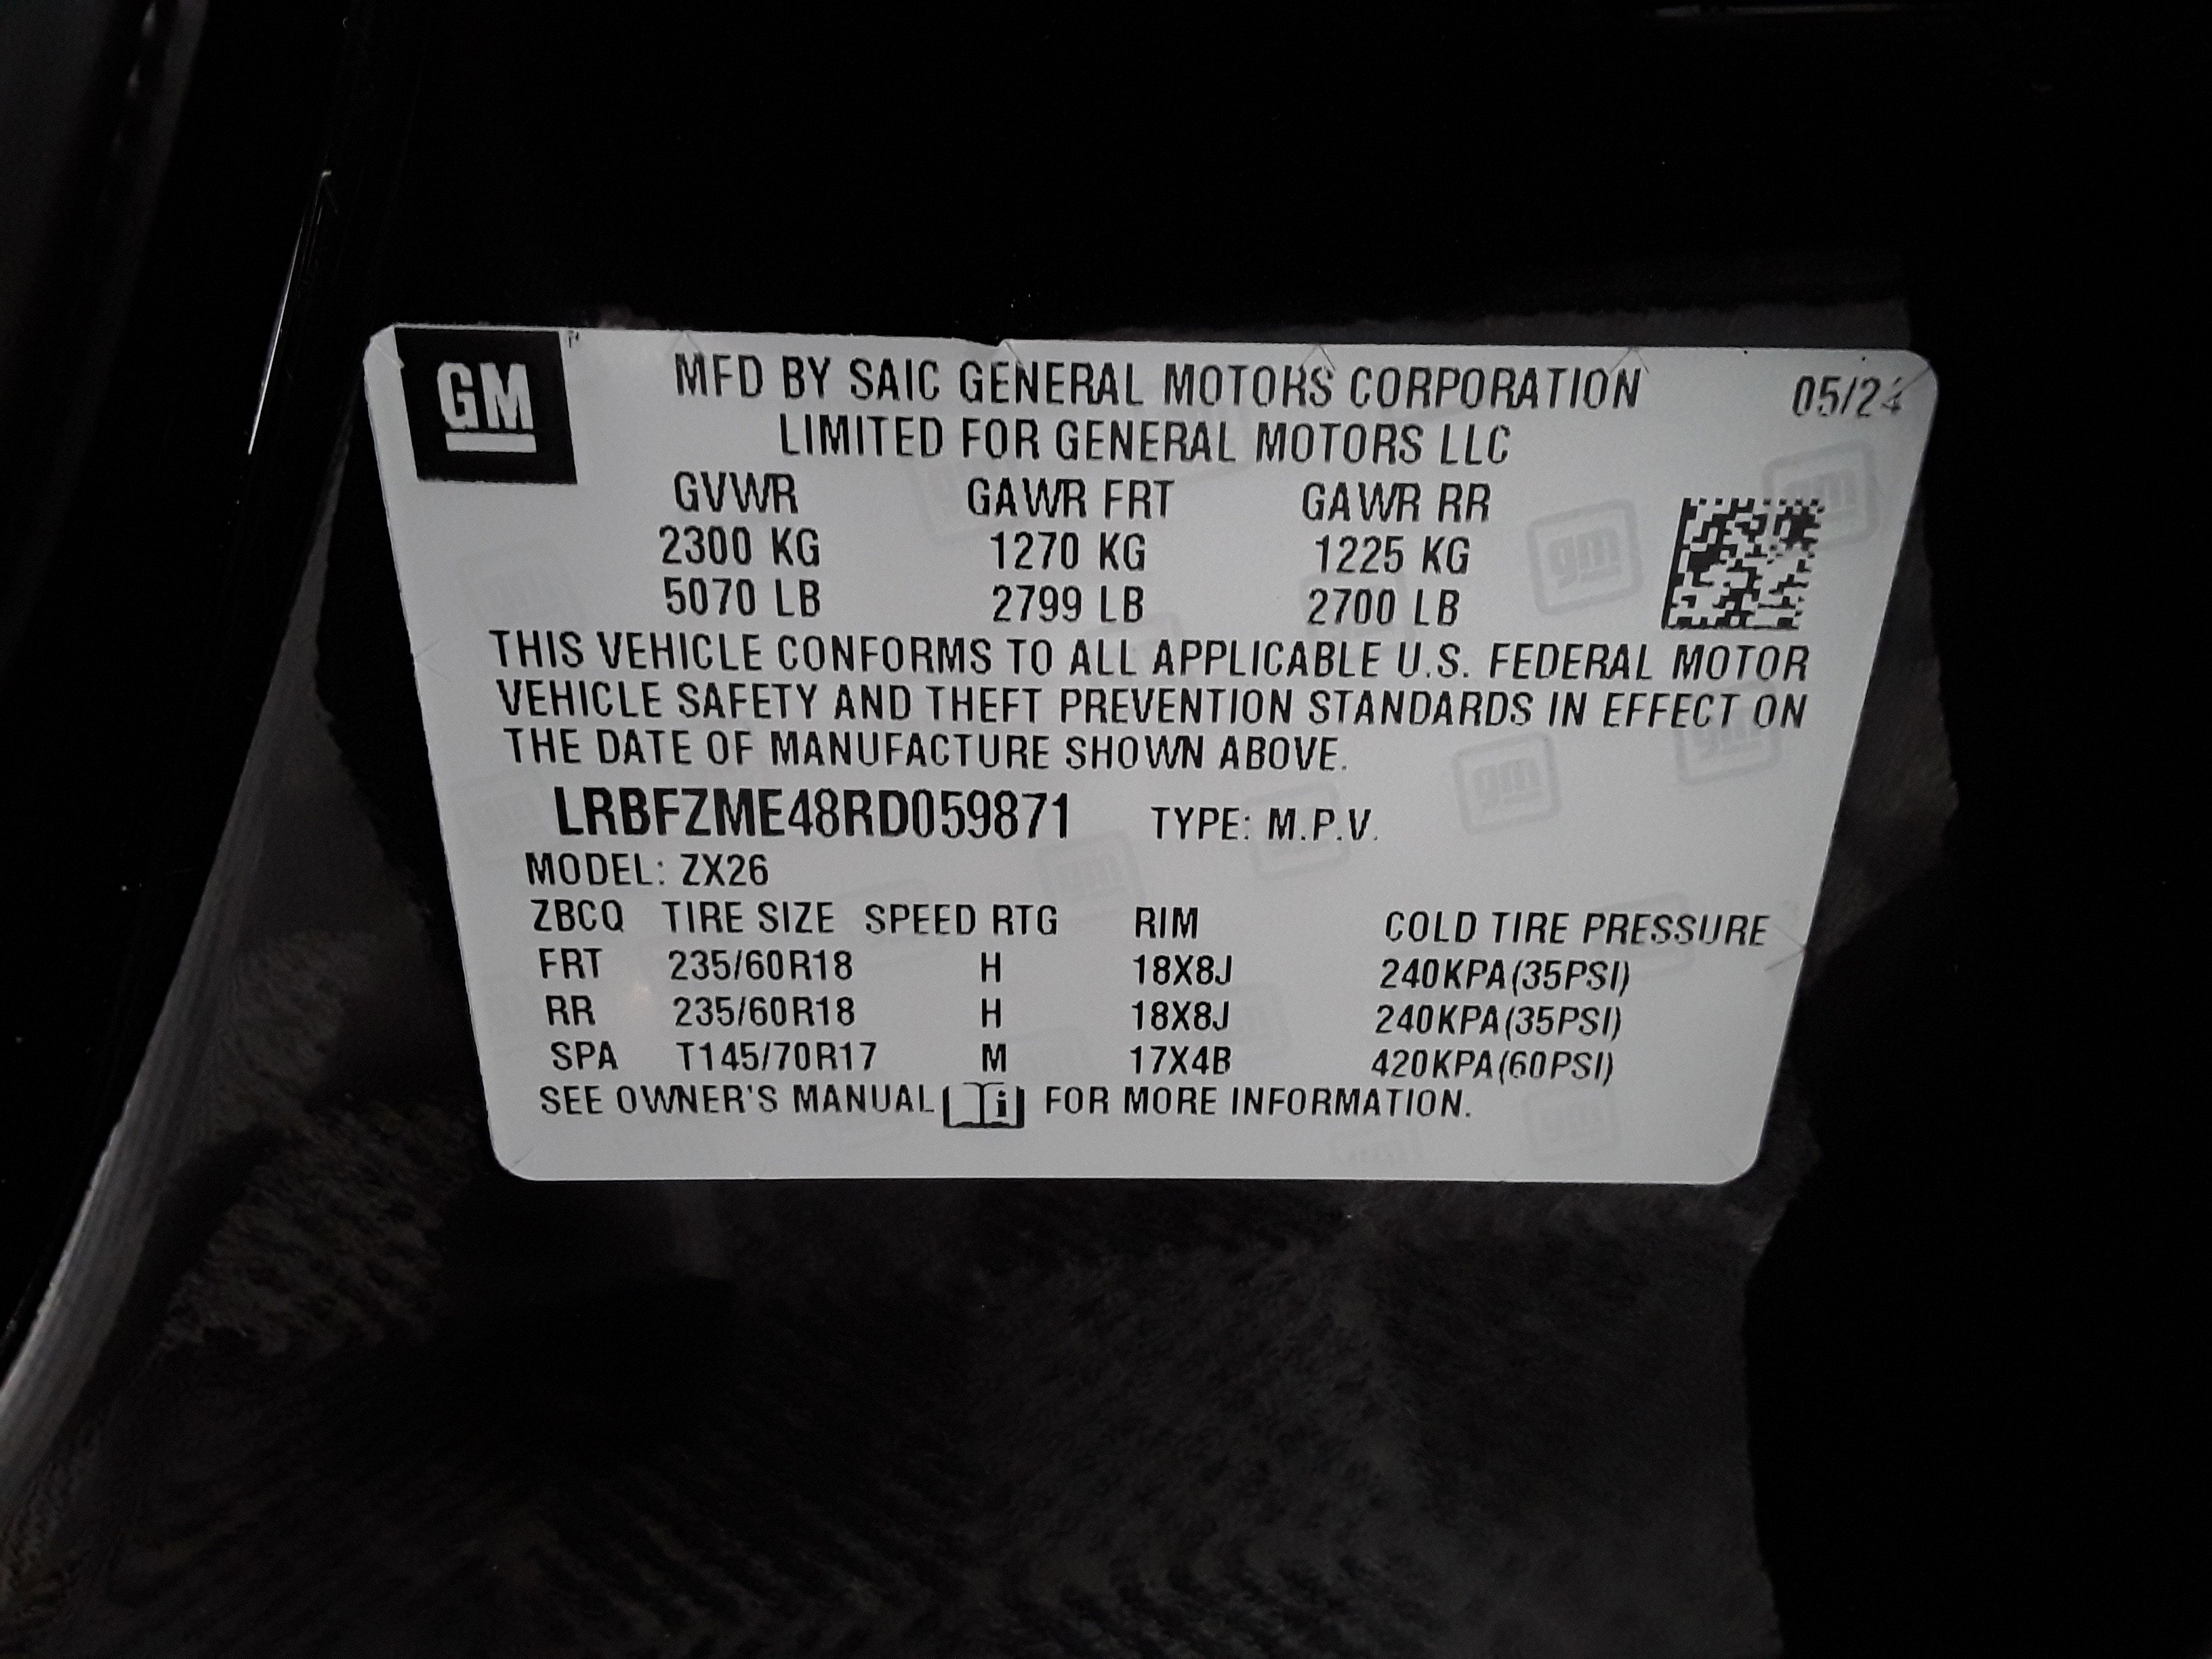 GM
MFD BY SAIC GENERAL MOTORS CORPORATION
LIMITED FOR GENERAL MOTORS LLC
05/24
GVWR GAWR FRT GAWR RR
2300 KG 1270 KG 1225 KG
5070 LB 2799 LB 2700 LB
THIS VEHICLE CONFORMS TO ALL APPLICABLE U.S. FEDERAL MOTOR
VEHICLE SAFETY AND THEFT PREVENTION STANDARDS IN EFFECT ON
THE DATE OF MANUFACTURE SHOWN ABOVE.
LRBFZME48RD059871 TYPE: M.P.V.
MODEL: ZX26
ZBCQ TIRE SIZE SPEED RTG RIM COLD TIRE PRESSURE
FRT 235/60R18 H 18X8J 240KPA(35PSI)
RR 235/60R18 H 18X8J 240KPA(35PSI)
SPA T145/70R17 M 17X4B 420KPA(60PSI)
SEE OWNER'S MANUAL i FOR MORE INFORMATION.